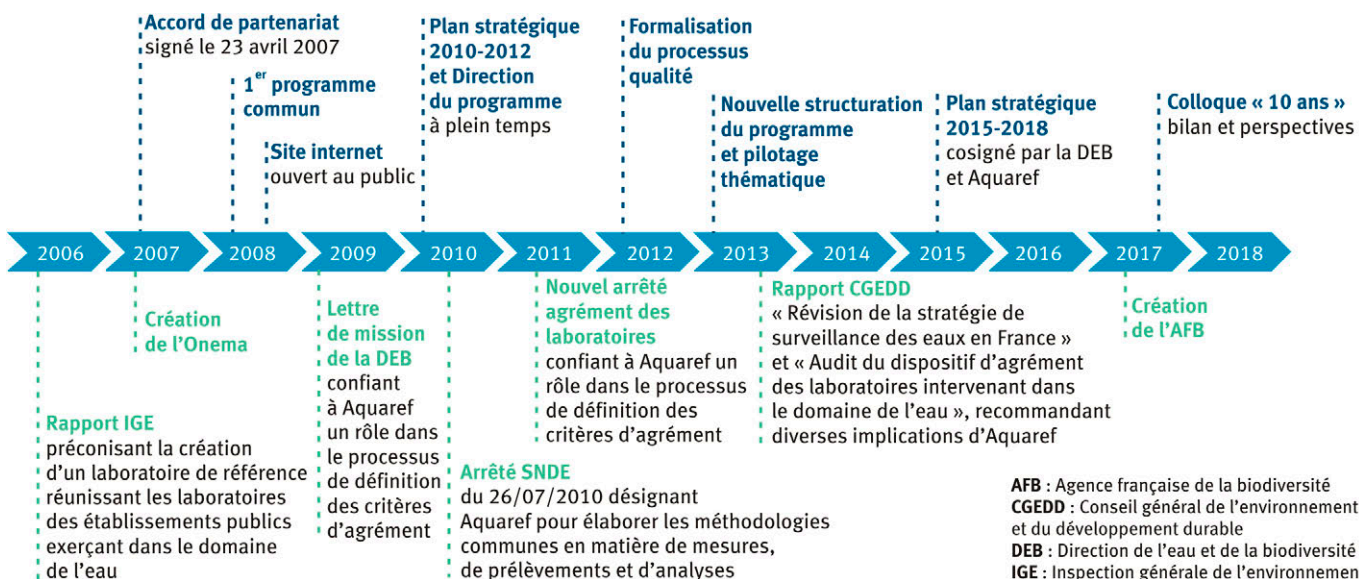 Accord de partenariat
signé le 23 avril 2007
1er programme
commun
Site internet
ouvert au public
Plan stratégique
2010-2012
et Direction
du programme
à plein temps
Formalisation
du processus
qualité
Nouvelle structuration
du programme
et pilotage
thématique
Plan stratégique
2015-2018
cosigné par la DEB
et Aquaref
Colloque « 10 ans »
bilan et perspectives
2006 2007 2008 2009 2010 2011 2012 2013 2014 2015 2016 2017 2018
Rapport IGE
préconisant la création
d’un laboratoire de référence
réunissant les laboratoires
des établissements publics
exerçant dans le domaine
de l’eau
Création
de l’Onema
Lettre
de mission
de la DEB
confiant
à Aquaref
un rôle dans
le processus
de définition
des critères
d’agrément
Arrêté SNDE
du 26/07/2010 désignant
Aquaref pour élaborer les méthodologies
communes en matière de mesures,
de prélèvements et d’analyses
Nouvel arrêté
agrément des
laboratoires
confiant à Aquaref un
rôle dans le processus
de définition des
critères d’agrément
Rapport CGEDD
« Révision de la stratégie de
surveillance des eaux en France »
et « Audit du dispositif d’agrément
des laboratoires intervenant dans
le domaine de l’eau », recommandant
diverses implications d’Aquaref
Création
de l’AFB
AFB : Agence française de la biodiversité
CGEDD : Conseil général de l’environnement
et du développement durable
DEB : Direction de l’eau et de la biodiversité
IGE : Inspection générale de l’environnemen